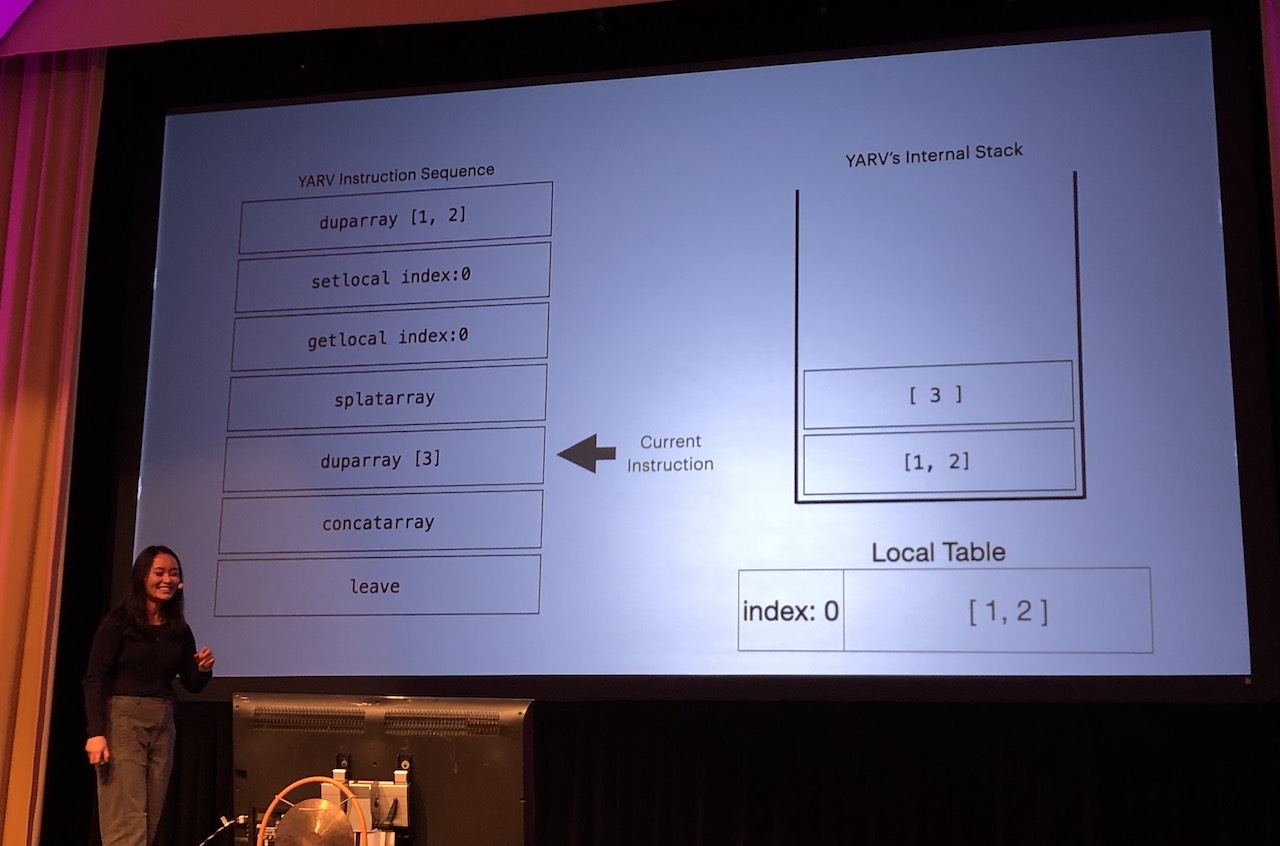 YARV Instruction Sequence
duparray [1, 2]
setlocal index:0
getlocal index:0
splatarray
duparray [3]
concatarray
leave
Current
Instruction
YARV's Internal Stack
[ 3 ]
[1, 2]
Local Table
index: 0
[ 1, 2 ]